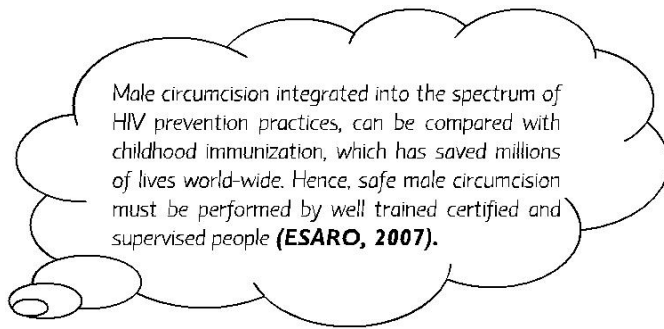 Male circumcision integrated into the spectrum of
HIV prevention practices, can be compared with
childhood immunization, which has saved millions
of lives world-wide. Hence, safe male circumcision
must be performed by well trained certified and
supervised people (ESARO, 2007).